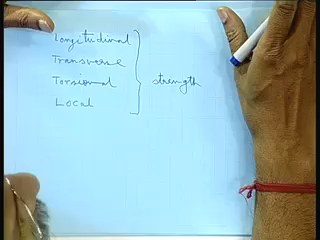 Longitudinal
Transverse
Torsional
Local
strength